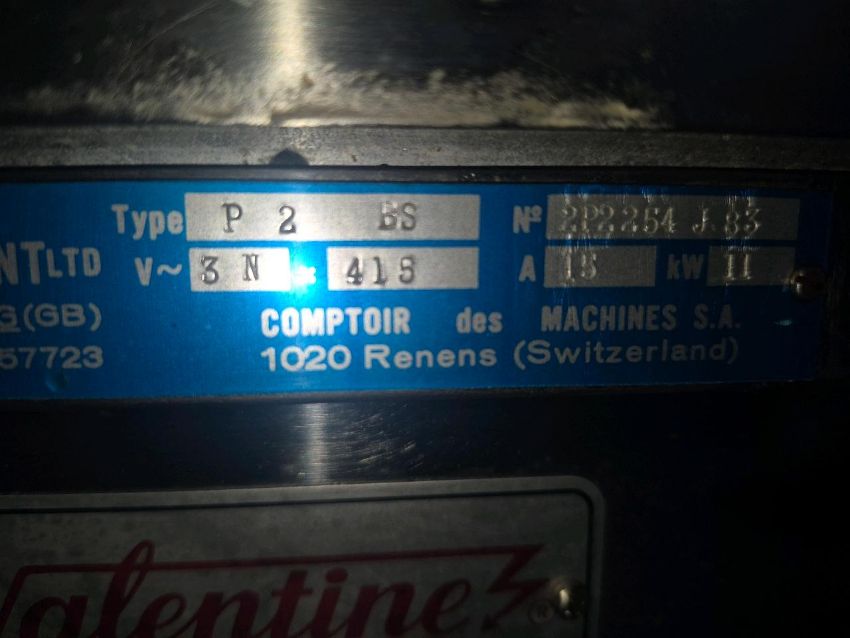 Type P 2 BS Nº 2P2254 J.83
NT LTD V~ 3 N 415 A 15 kW 11
G (GB) COMPTOIR des MACHINES S.A.
57723 1020 Renens (Switzerland)
Valentine